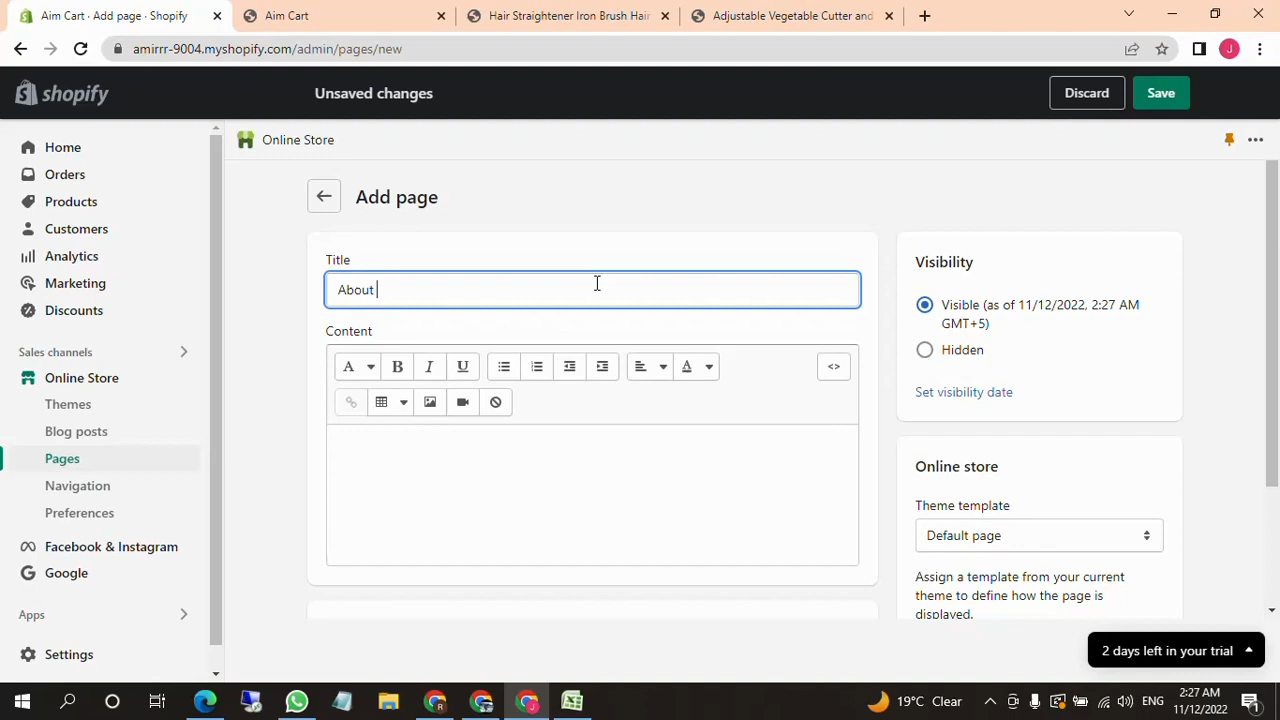 Aim Cart · Add page · Shopify
Aim Cart
Hair Straightener Iron Brush Hair
Adjustable Vegetable Cutter and
amirrr-9004.myshopify.com/admin/pages/new
J
shopify
Unsaved changes
Discard
Save
Home
Orders
Products
Customers
Analytics
Marketing
Discounts
Sales channels
Online Store
Themes
Blog posts
Pages
Navigation
Preferences
Facebook & Instagram
Google
Apps
Settings
Online Store
Add page
Title
About
Content
A
B
I
U
A
<>
Visibility
Visible (as of 11/12/2022, 2:27 AM
GMT+5)
Hidden
Set visibility date
Online store
Theme template
Default page
Assign a template from your current
theme to define how the page is
displayed.
2 days left in your trial
19°C Clear
ENG
2:27 AM
11/12/2022